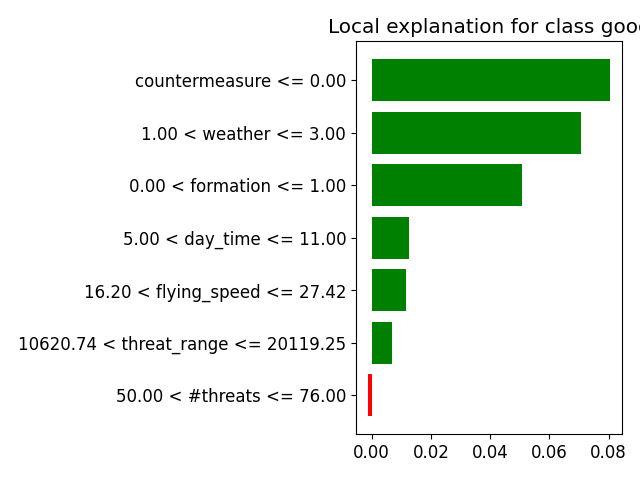 Local explanation for class goo
countermeasure <= 0.00
1.00 < weather <= 3.00
0.00 < formation <= 1.00
5.00 < day_time <= 11.00
16.20 < flying_speed <= 27.42
10620.74 < threat_range <= 20119.25
50.00 < #threats <= 76.00
0.00 0.02 0.04 0.06 0.08